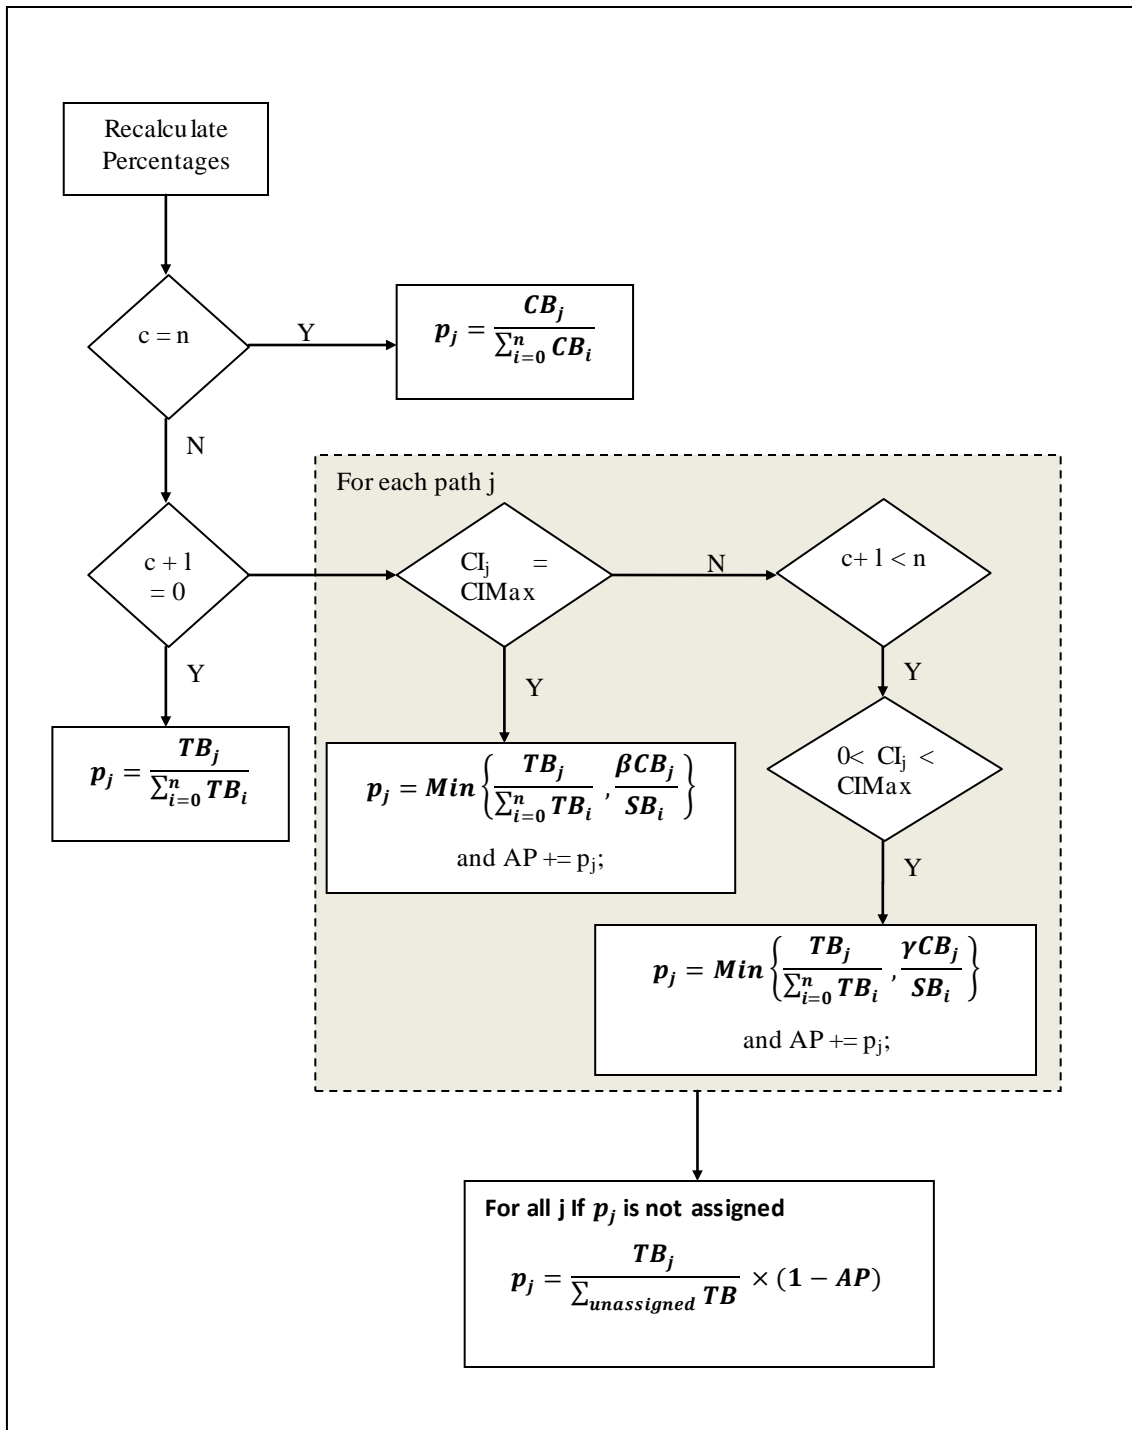 Recalculate
Percentages
c = n
Y
p_j = CB_j / ∑_{i=0}^{n} CB_i
N
For each path j
c + l
= 0
CI_j =
CIMax
N
c+ l < n
Y
Y
Y
p_j = TB_j / ∑_{i=0}^{n} TB_i
p_j = Min{TB_j / ∑_{i=0}^{n} TB_i , βCB_j / SB_i}
and AP += p_j;
0< CI_j <
CIMax
Y
p_j = Min{TB_j / ∑_{i=0}^{n} TB_i , γCB_j / SB_i}
and AP += p_j;
For all j If p_j is not assigned
p_j = TB_j / ∑_{unassigned} TB × (1 − AP)